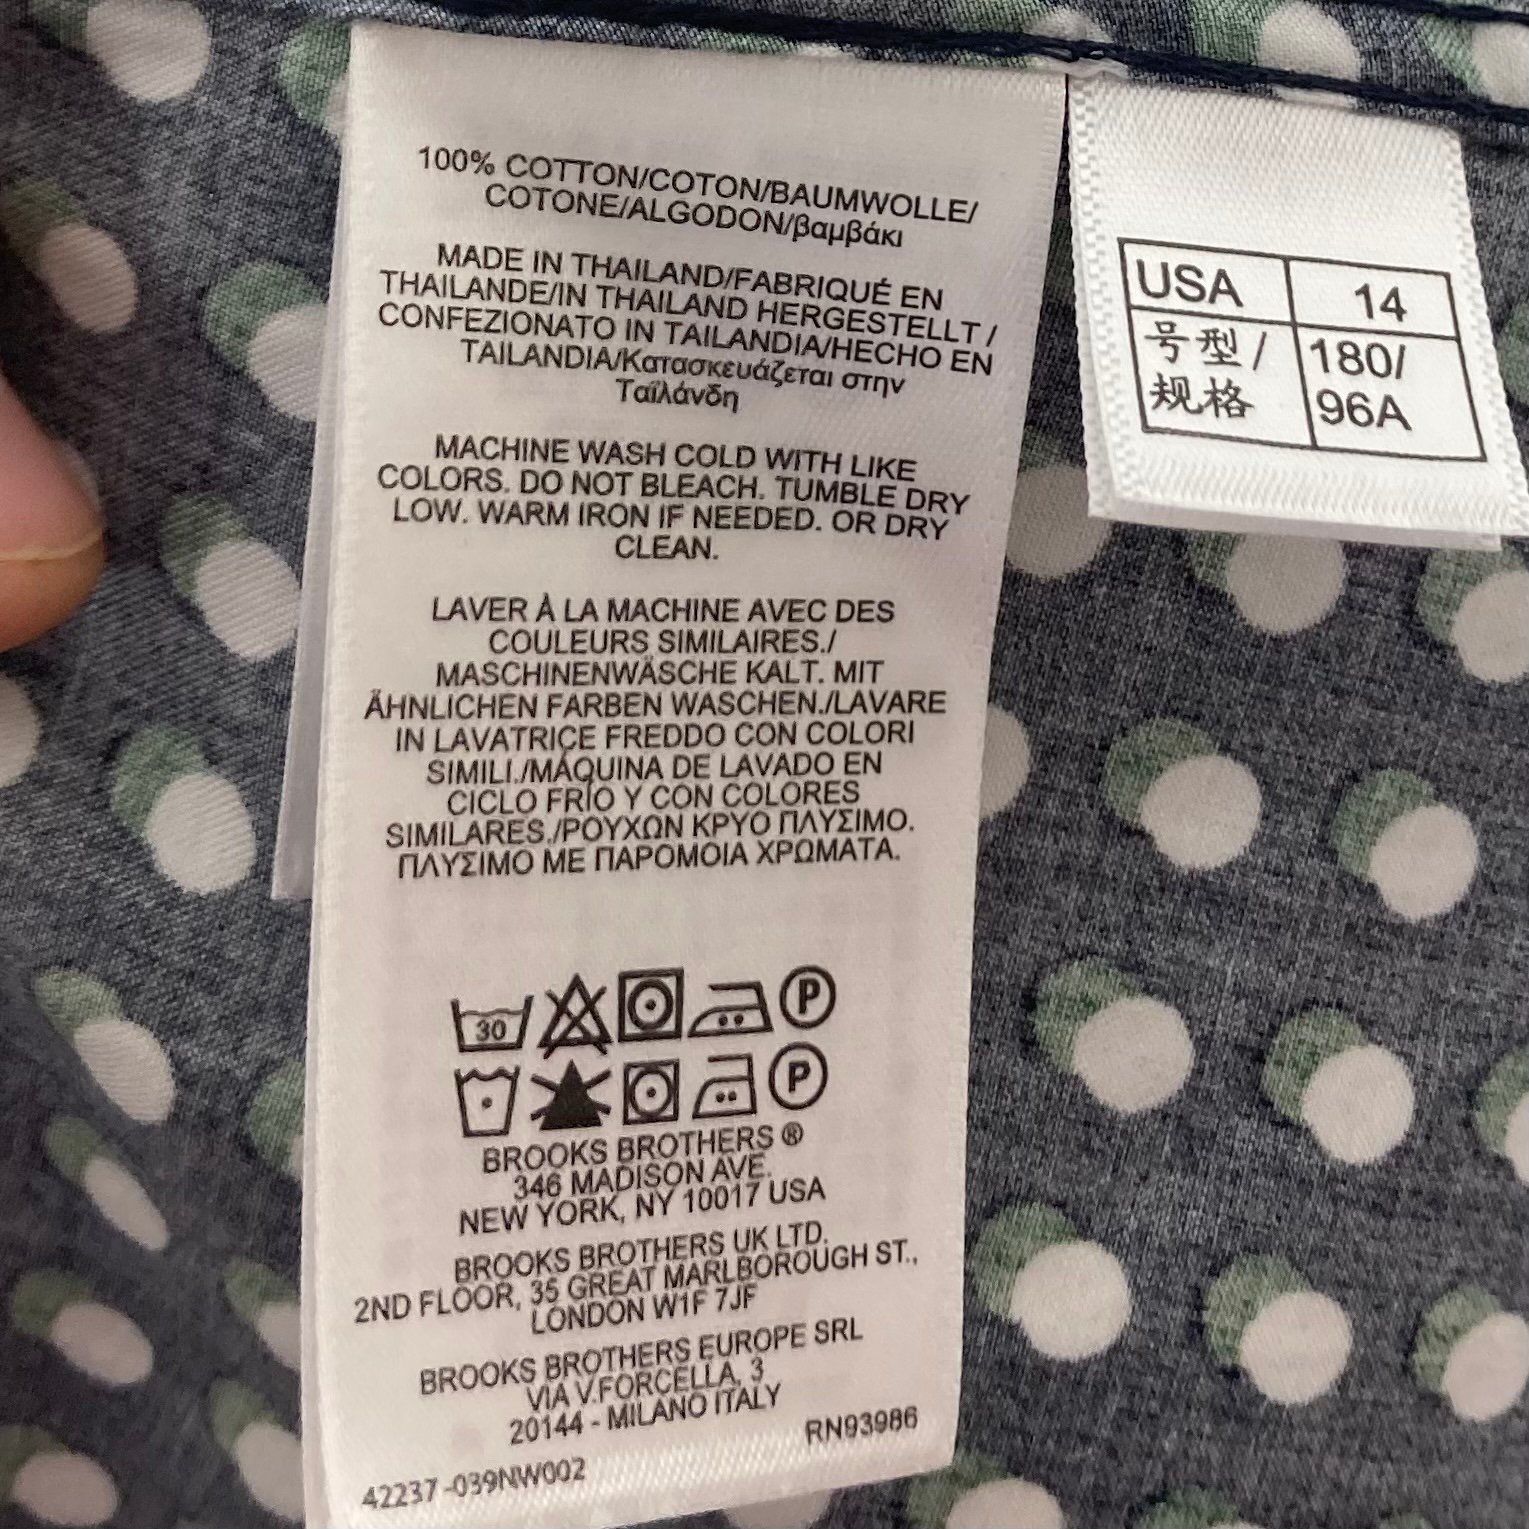 100% COTTON/COTON/BAUMWOLLE/
COTONE/ALGODON/βαμβάκι
MADE IN THAILAND/FABRIQUÉ EN
THAILANDE/IN THAILAND HERGESTELLT /
CONFEZIONATO IN TAILANDIA/HECHO EN
TAILANDIA/Κατασκευάζεται στην
Ταϊλάνδη
MACHINE WASH COLD WITH LIKE
COLORS. DO NOT BLEACH. TUMBLE DRY
LOW. WARM IRON IF NEEDED. OR DRY
CLEAN.
LAVER À LA MACHINE AVEC DES
COULEURS SIMILAIRES./
MASCHINENWÄSCHE KALT. MIT
ÄHNLICHEN FARBEN WASCHEN./LAVARE
IN LAVATRICE FREDDO CON COLORI
SIMILI./MÁQUINA DE LAVADO EN
CICLO FRÍO Y CON COLORES
SIMILARES./ΡΟΥΧΩΝ ΚΡΥΟ ΠΛΥΣΙΜΟ.
ΠΛΥΣΙΜΟ ΜΕ ΠΑΡΟΜΟΙΑ ΧΡΩΜΑΤΑ.
30 P
P
BROOKS BROTHERS ®
346 MADISON AVE.
NEW YORK, NY 10017 USA
BROOKS BROTHERS UK LTD.
2ND FLOOR, 35 GREAT MARLBOROUGH ST.,
LONDON W1F 7JF
BROOKS BROTHERS EUROPE SRL
VIA V.FORCELLA, 3
20144 - MILANO ITALY
RN93986
42237-039NW002
USA 14
号型/ 180/
规格 96A